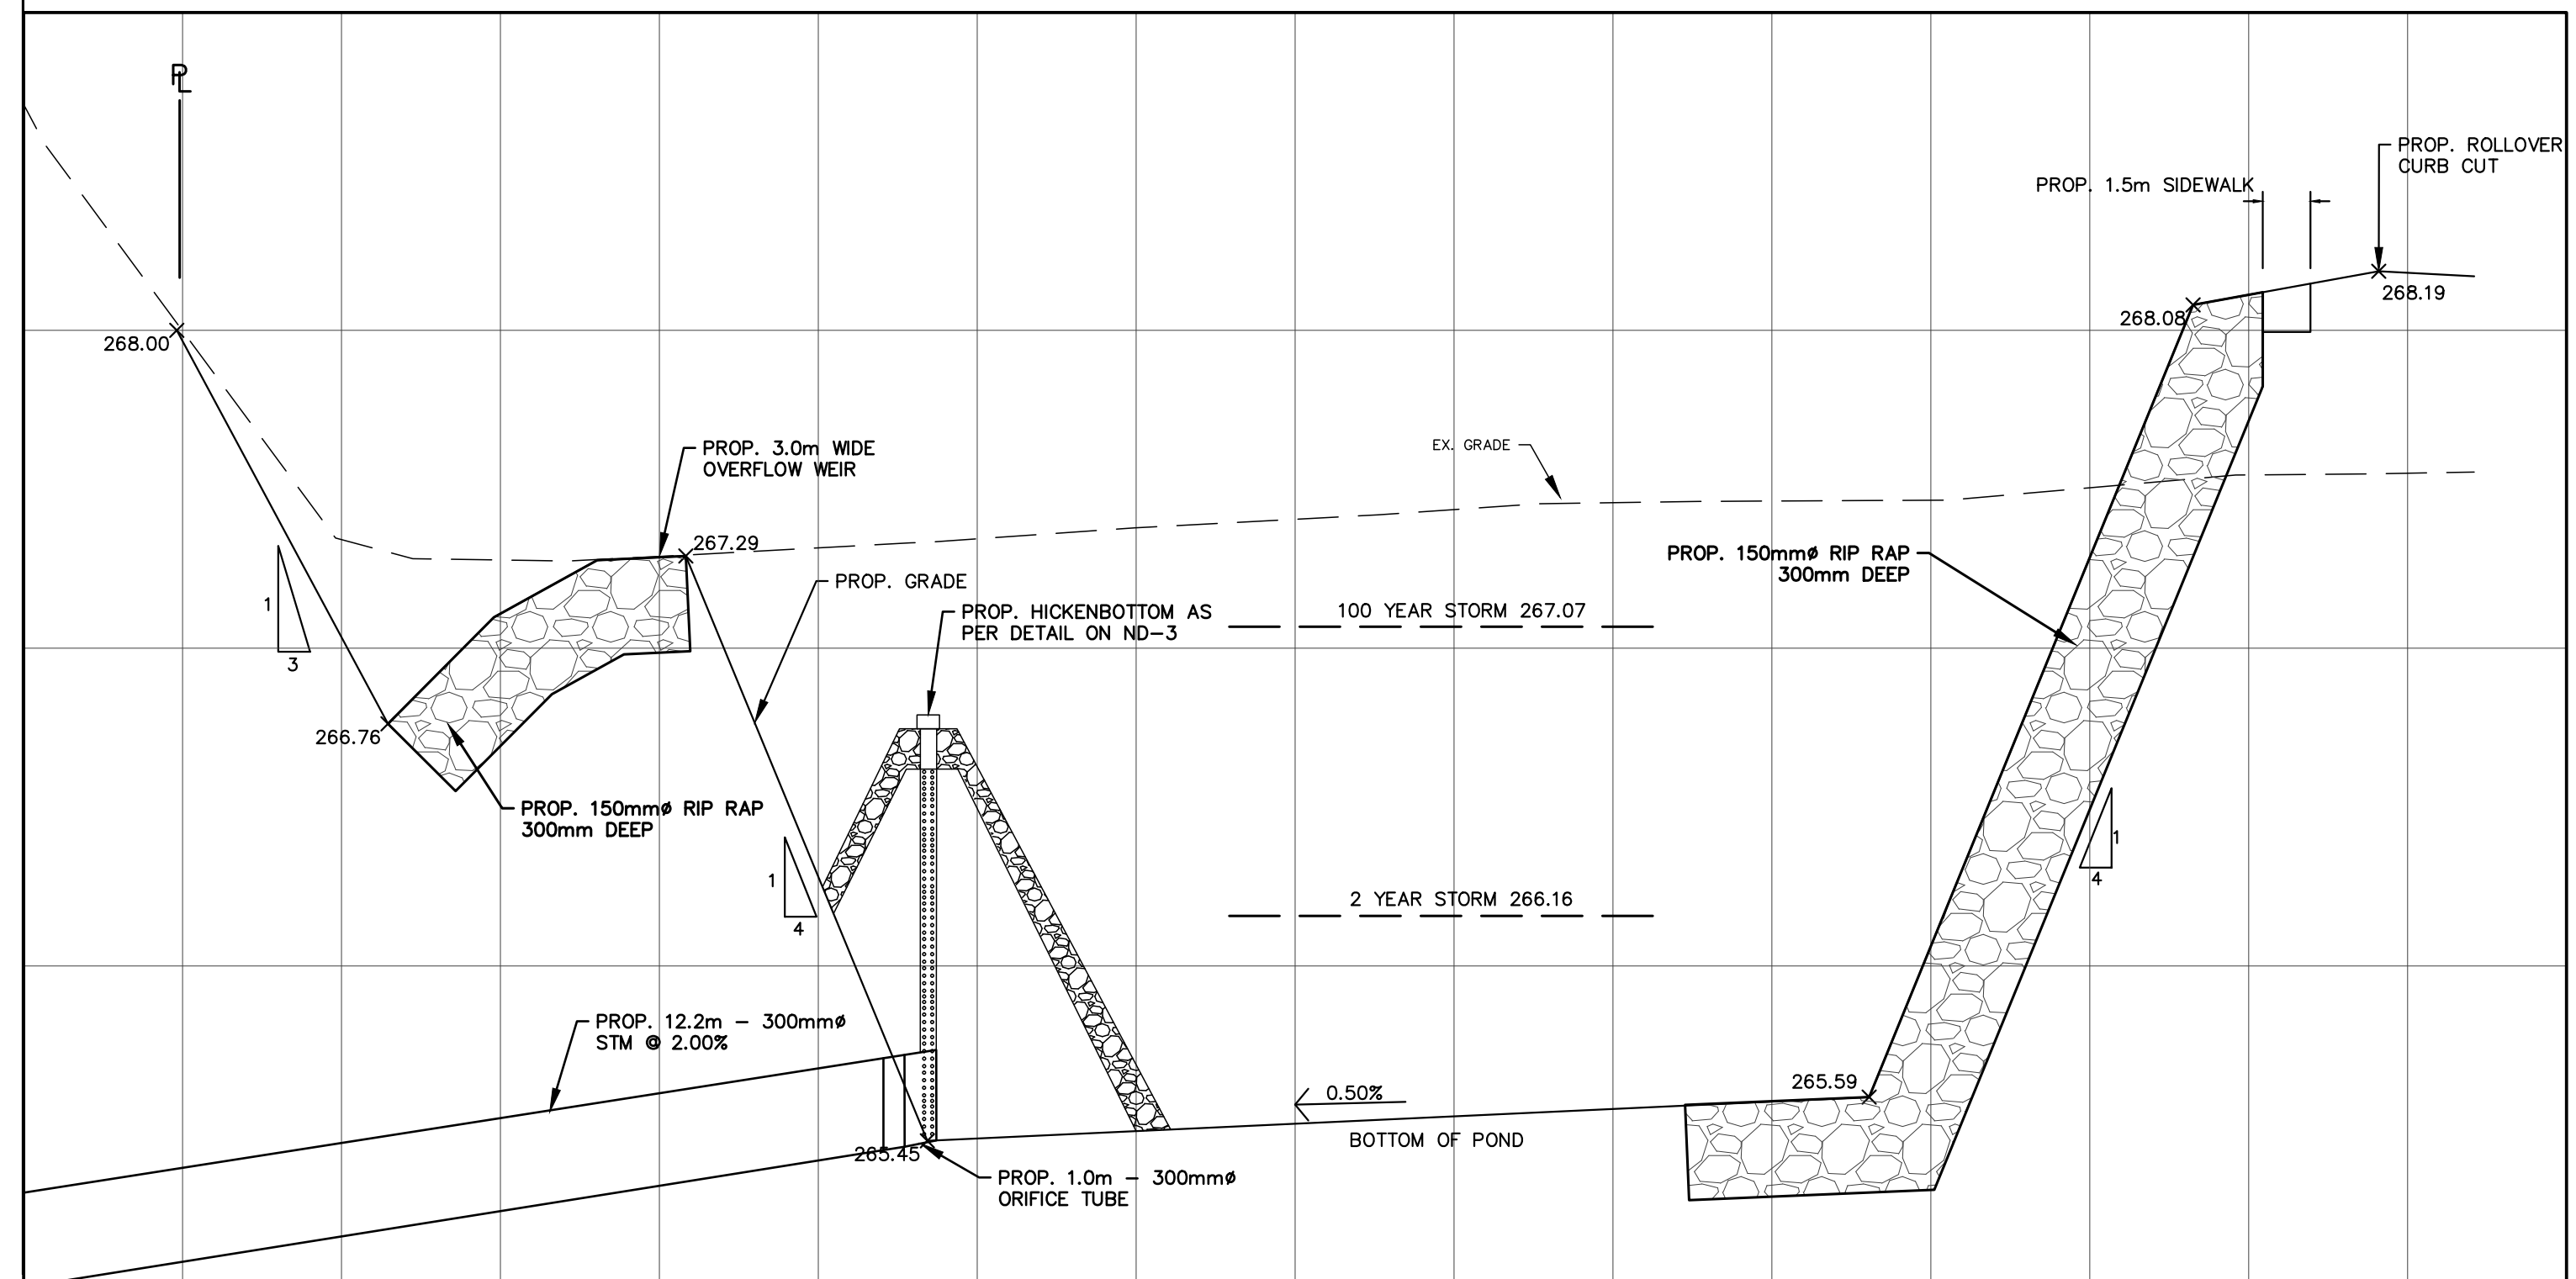 PL
PROP. ROLLOVER
CURB CUT
PROP. 1.5m SIDEWALK
268.19
268.08
268.00
PROP. 3.0m WIDE
OVERFLOW WEIR
EX. GRADE
267.29
PROP. 150mmø RIP RAP
300mm DEEP
PROP. GRADE
1
3
PROP. HICKENBOTTOM AS
PER DETAIL ON ND-3
100 YEAR STORM 267.07
266.76
PROP. 150mmø RIP RAP
300mm DEEP
1
4
1
4
2 YEAR STORM 266.16
PROP. 12.2m - 300mmø
STM @ 2.00%
265.59
0.50%
BOTTOM OF POND
265.45
PROP. 1.0m - 300mmø
ORIFICE TUBE